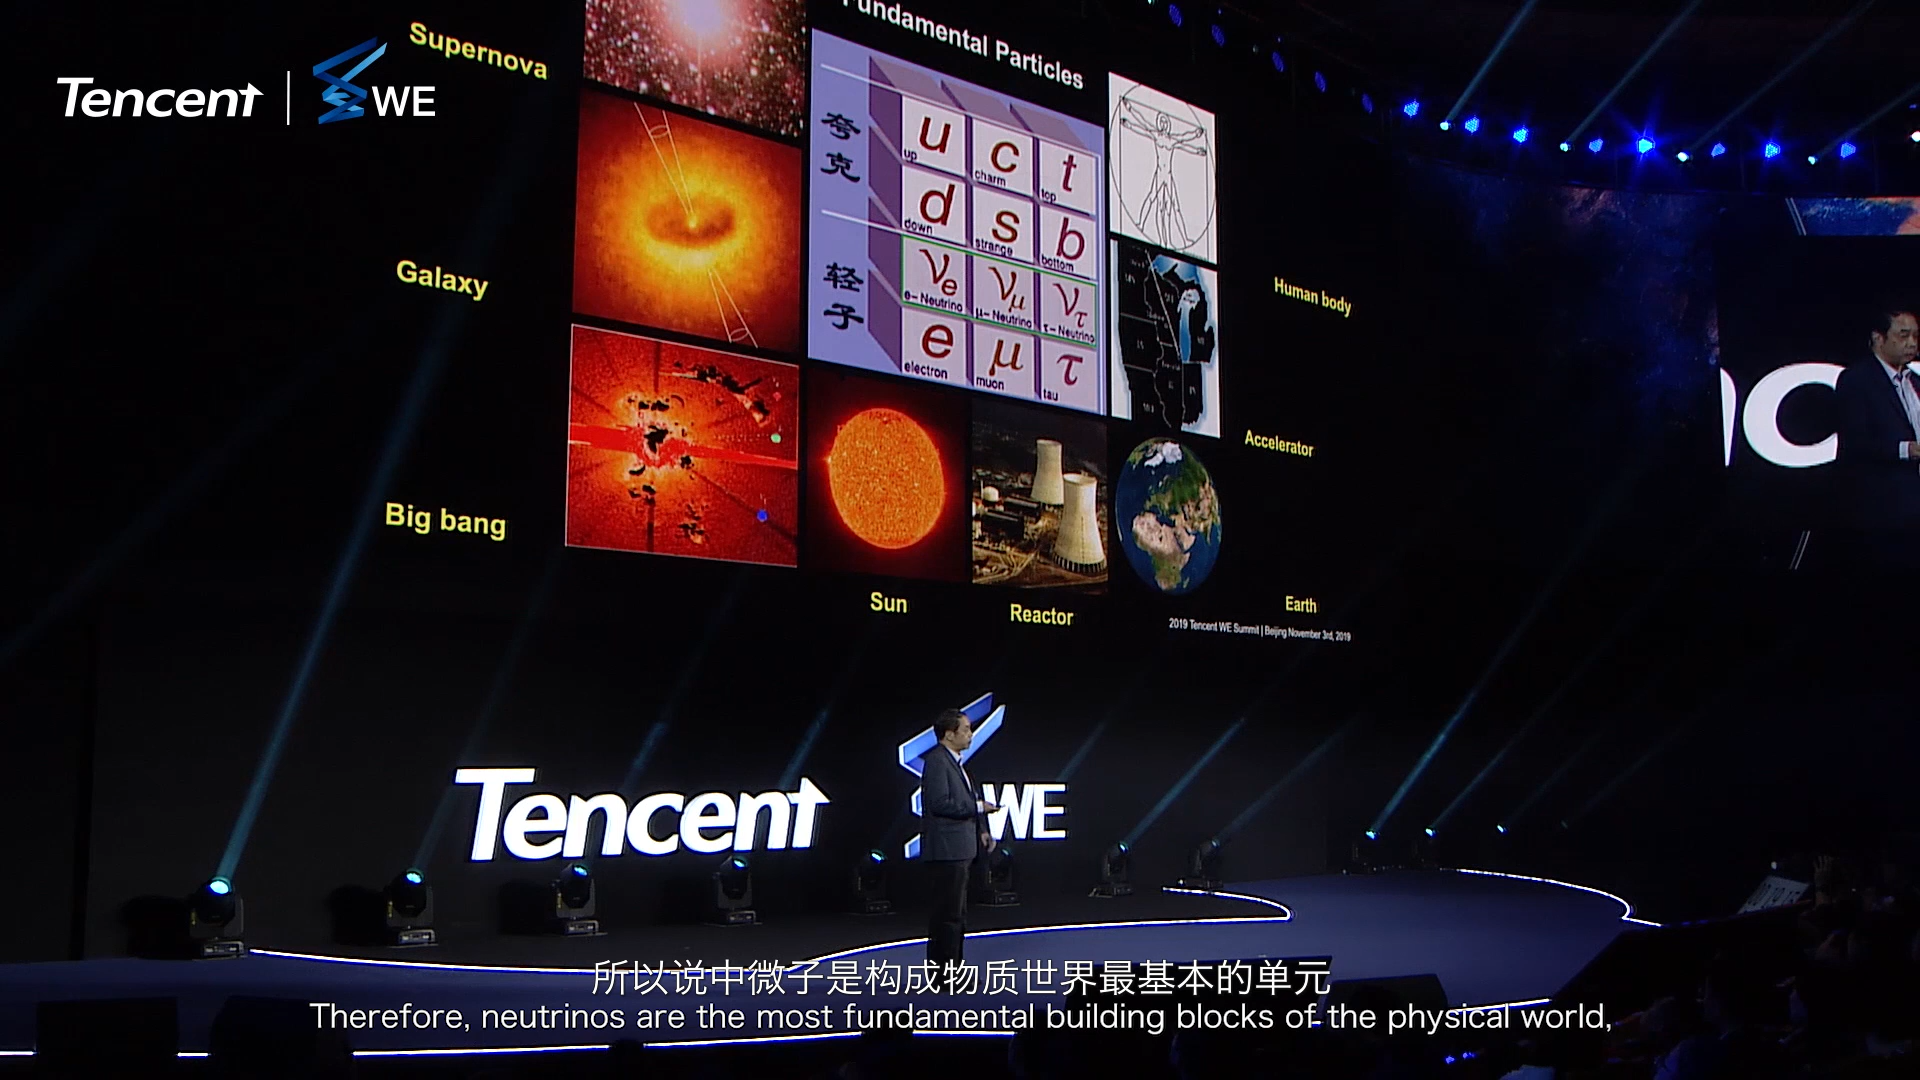 Tencent
WE
Supernova
Fundamental Particles
夸克
u
up
c
charm
t
top
d
down
s
strange
b
bottom
轻子
νe
e-Neutrino
νμ
μ-Neutrino
ντ
τ-Neutrino
e
electron
μ
muon
τ
tau
Galaxy
Human body
Big bang
Accelerator
Sun
Reactor
Earth
2019 Tencent WE Summit | Beijing November 3rd, 2019
Tencent
WE
所以说中微子是构成物质世界最基本的单元
Therefore, neutrinos are the most fundamental building blocks of the physical world,